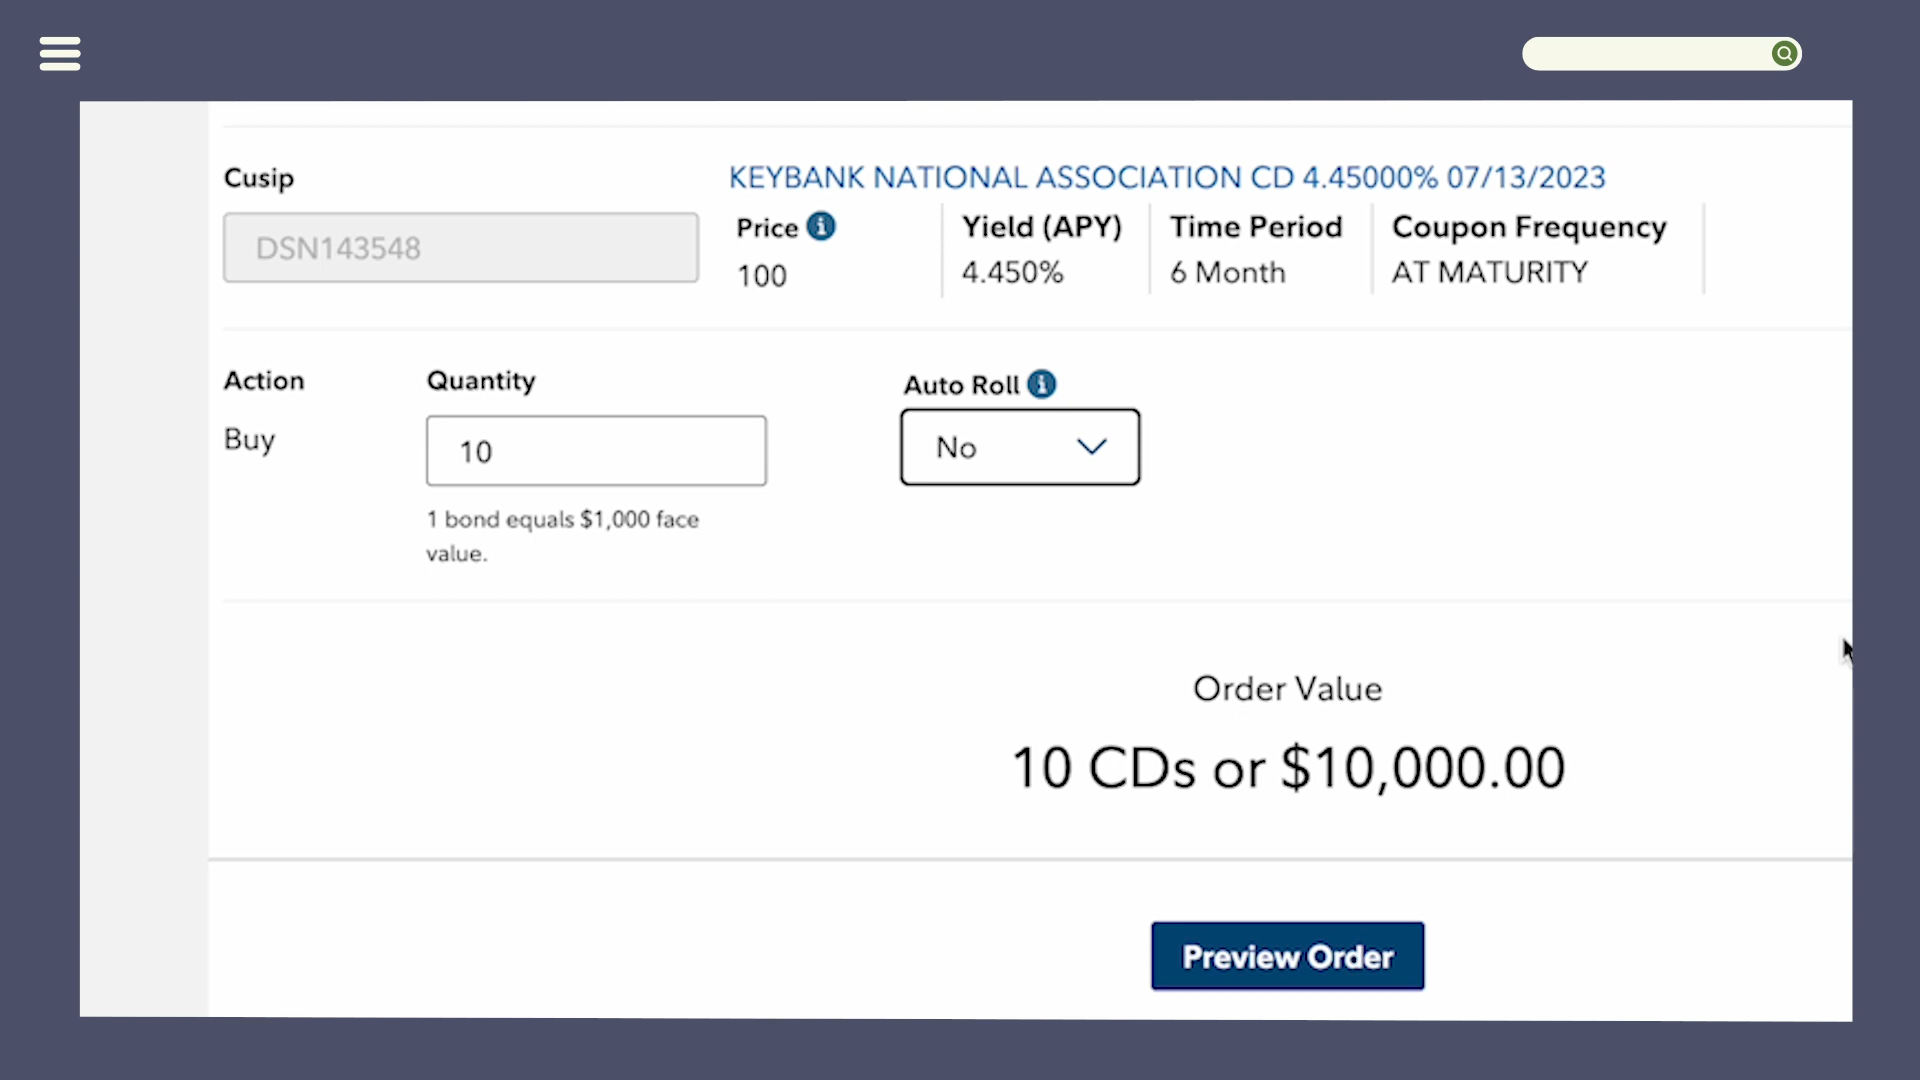 Cusip
KEYBANK NATIONAL ASSOCIATION CD 4.45000% 07/13/2023
DSN143548
Price
Yield (APY)
Time Period
Coupon Frequency
100
4.450%
6 Month
AT MATURITY
Action
Quantity
Auto Roll
Buy
10
No
1 bond equals $1,000 face
value.
Order Value
10 CDs or $10,000.00
Preview Order